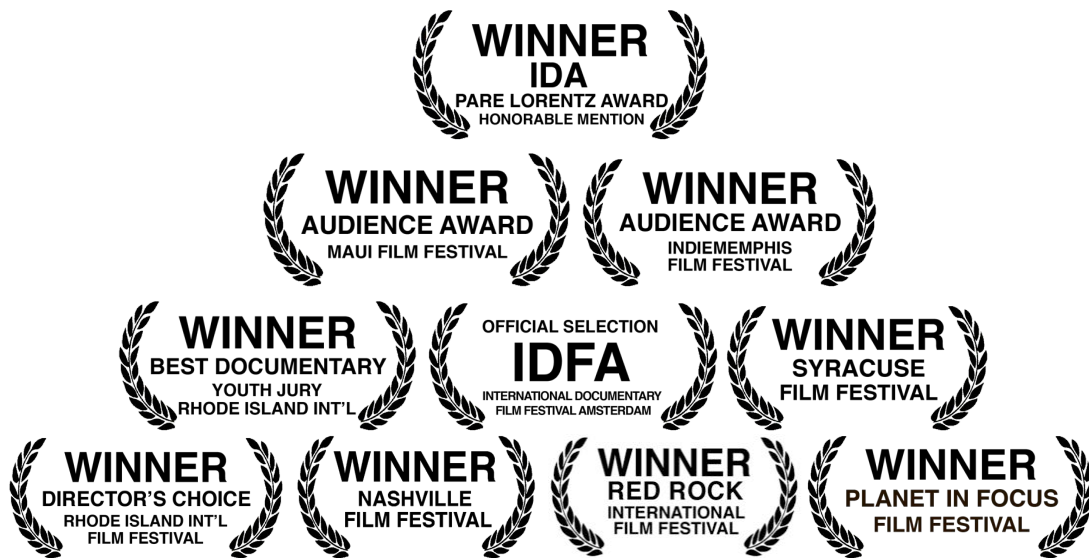 WINNER
IDA
PARE LORENTZ AWARD
HONORABLE MENTION
WINNER
AUDIENCE AWARD
MAUI FILM FESTIVAL
WINNER
AUDIENCE AWARD
INDIEMEMPHIS
FILM FESTIVAL
WINNER
BEST DOCUMENTARY
YOUTH JURY
RHODE ISLAND INT'L
OFFICIAL SELECTION
IDFA
INTERNATIONAL DOCUMENTARY
FILM FESTIVAL AMSTERDAM
WINNER
SYRACUSE
FILM FESTIVAL
WINNER
DIRECTOR'S CHOICE
RHODE ISLAND INT'L
FILM FESTIVAL
WINNER
NASHVILLE
FILM FESTIVAL
WINNER
RED ROCK
INTERNATIONAL
FILM FESTIVAL
WINNER
PLANET IN FOCUS
FILM FESTIVAL